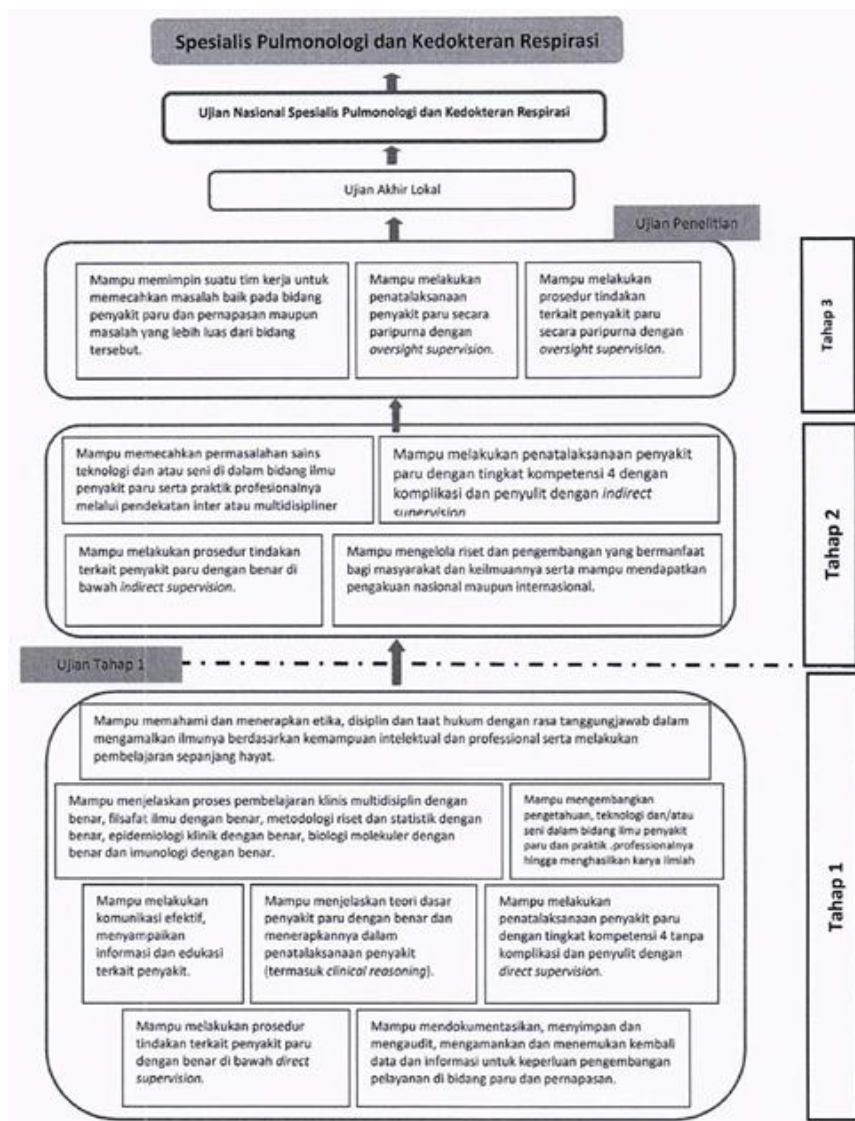 Spesialis Pulmonologi dan Kedokteran Respirasi
Ujian Nasional Spesialis Pulmonologi dan Kedokteran Respirasi
Ujian Akhir Lokal
Ujian Penelitian
Mampu memimpin suatu tim kerja untuk
memecahkan masalah baik pada bidang
penyakit paru dan pernapasan maupun
masalah yang lebih luas dari bidang
tersebut.
Mampu melakukan
penatalaksanaan
penyakit paru secara
paripurna dengan
oversight supervision.
Mampu melakukan
prosedur tindakan
terkait penyakit paru
secara paripurna dengan
oversight supervision.
Tahap 3
Mampu memecahkan permasalahan sains
teknologi dan atau seni di dalam bidang ilmu
penyakit paru serta praktik profesionalnya
melalui pendekatan inter atau multidisipliner
Mampu melakukan penatalaksanaan penyakit
paru dengan tingkat kompetensi 4 dengan
komplikasi dan penyulit dengan indirect
supervision
Mampu melakukan prosedur tindakan
terkait penyakit paru dengan benar di
bawah indirect supervision.
Mampu mengelola riset dan pengembangan yang bermanfaat
bagi masyarakat dan keilmuannya serta mampu mendapatkan
pengakuan nasional maupun internasional.
Tahap 2
Ujian Tahap 1
Mampu memahami dan menerapkan etika, disiplin dan taat hukum dengan rasa tanggungjawab dalam
mengamalkan ilmunya berdasarkan kemampuan intelektual dan professional serta melakukan
pembelajaran sepanjang hayat.
Mampu menjelaskan proses pembelajaran klinis multidisiplin dengan
benar, filsafat ilmu dengan benar, metodologi riset dan statistik dengan
benar, epidemiologi klinik dengan benar, biologi molekuler dengan
benar dan imunologi dengan benar.
Mampu mengembangkan
pengetahuan, teknologi dan/atau
seni dalam bidang ilmu penyakit
paru dan praktik .professionalnya
hingga menghasilkan karya ilmiah
Mampu melakukan
komunikasi efektif,
menyampaikan
informasi dan edukasi
terkait penyakit.
Mampu menjelaskan teori dasar
penyakit paru dengan benar dan
menerapkannya dalam
penatalaksanaan penyakit
(termasuk clinical reasoning).
Mampu melakukan
penatalaksanaan penyakit paru
dengan tingkat kompetensi 4 tanpa
komplikasi dan penyulit dengan
direct supervision.
Mampu melakukan prosedur
tindakan terkait penyakit paru
dengan benar di bawah direct
supervision.
Mampu mendokumentasikan, menyimpan dan
mengaudit, mengamankan dan menemukan kembali
data dan informasi untuk keperluan pengembangan
pelayanan di bidang paru dan pernapasan.
Tahap 1